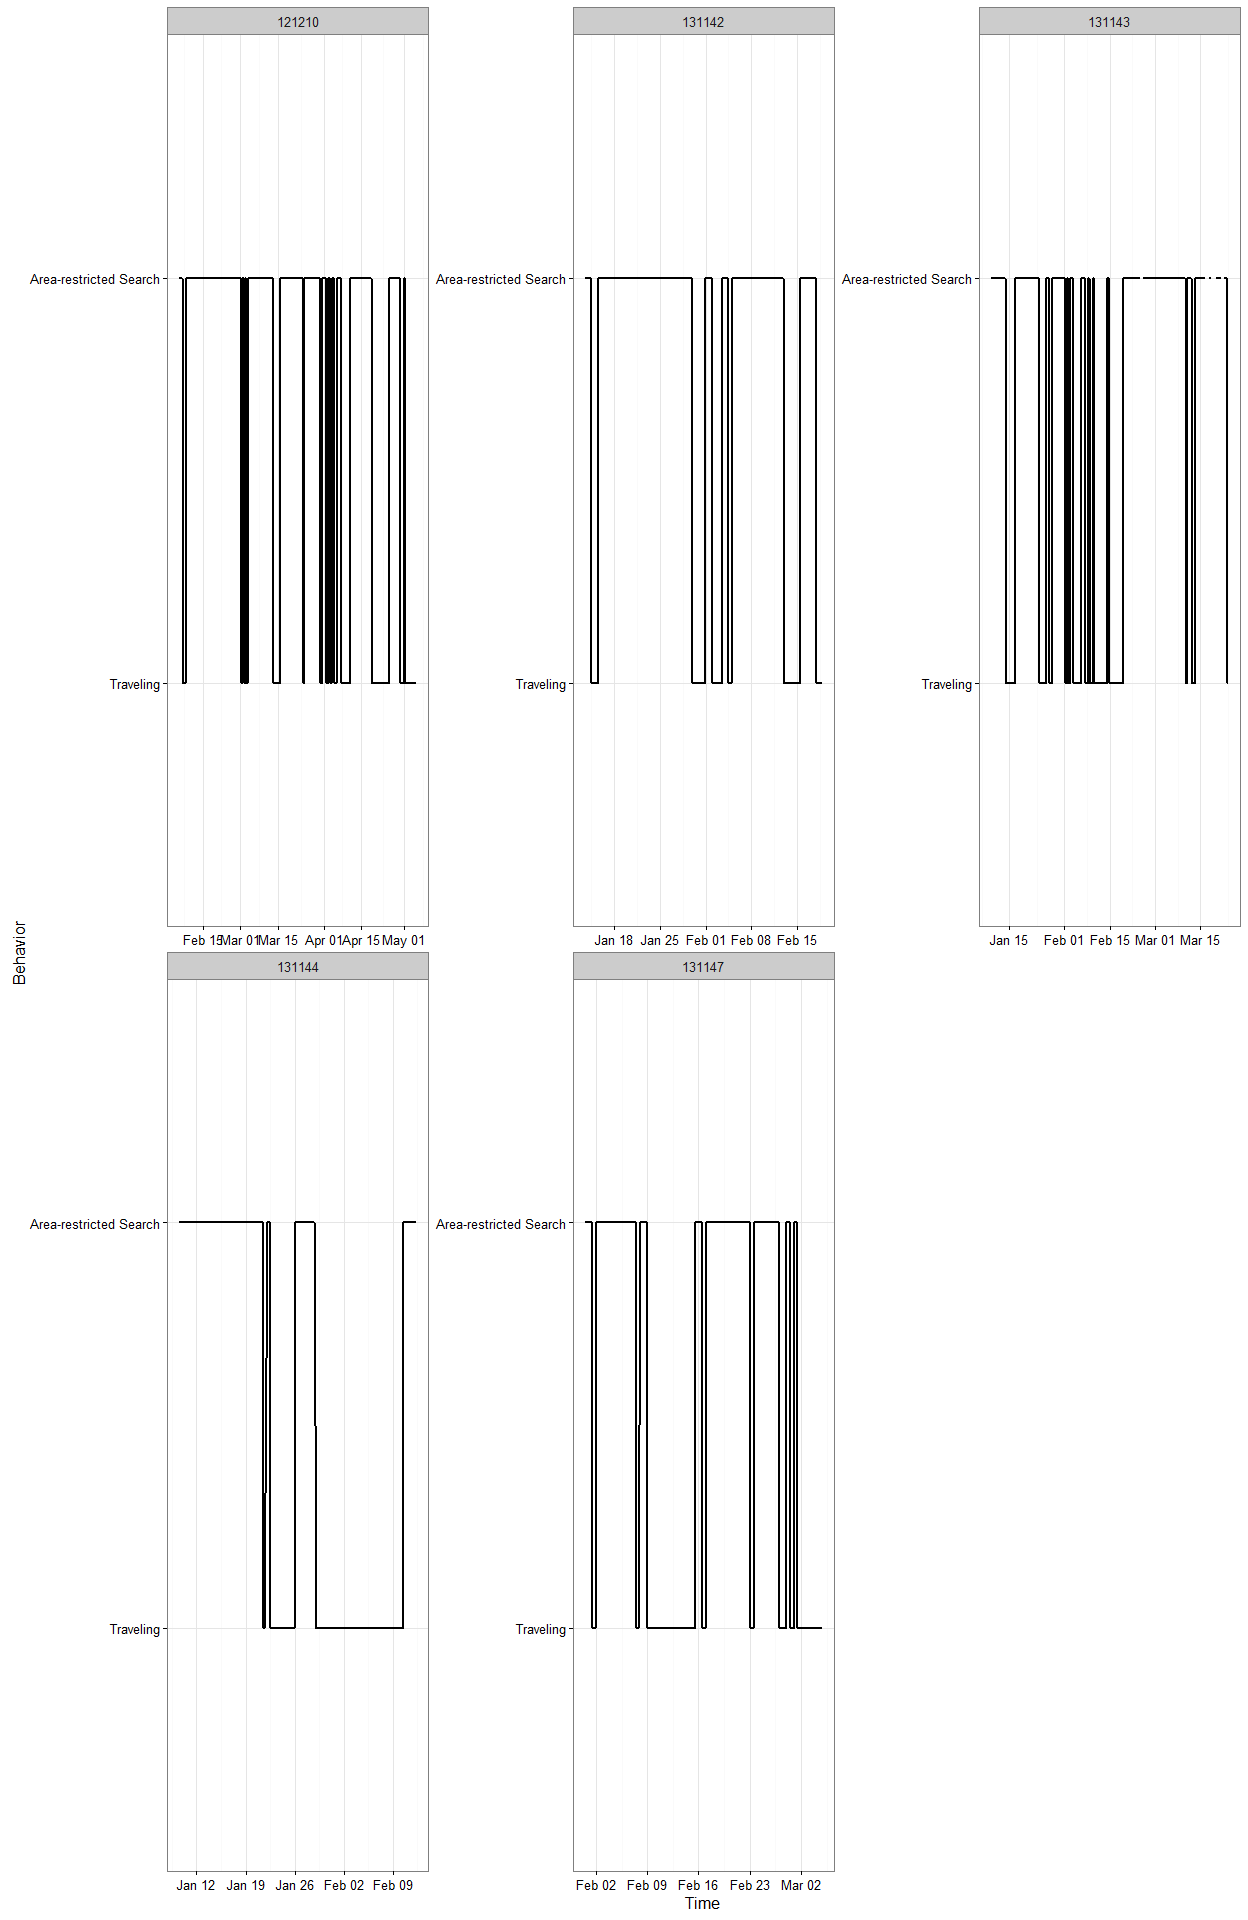 121210 131142 131143
Area-restricted Search Area-restricted Search Area-restricted Search
Traveling Traveling Traveling
Behavior
Feb 15 Mar 01 Mar 15 Apr 01 Apr 15 May 01 Jan 18 Jan 25 Feb 01 Feb 08 Feb 15 Jan 15 Feb 01 Feb 15 Mar 01 Mar 15
131144 131147
Area-restricted Search Area-restricted Search
Traveling Traveling
Jan 12 Jan 19 Jan 26 Feb 02 Feb 09 Feb 02 Feb 09 Feb 16 Feb 23 Mar 02
Time